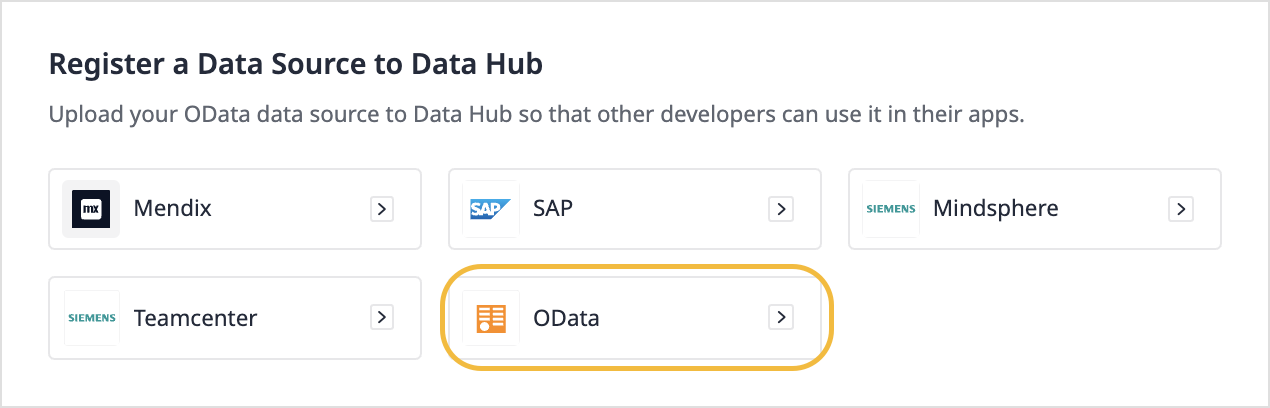 Register a Data Source to Data Hub
Upload your OData data source to Data Hub so that other developers can use it in their apps.
mx Mendix
SAP SAP
SIEMENS Mindsphere
SIEMENS Teamcenter
OData